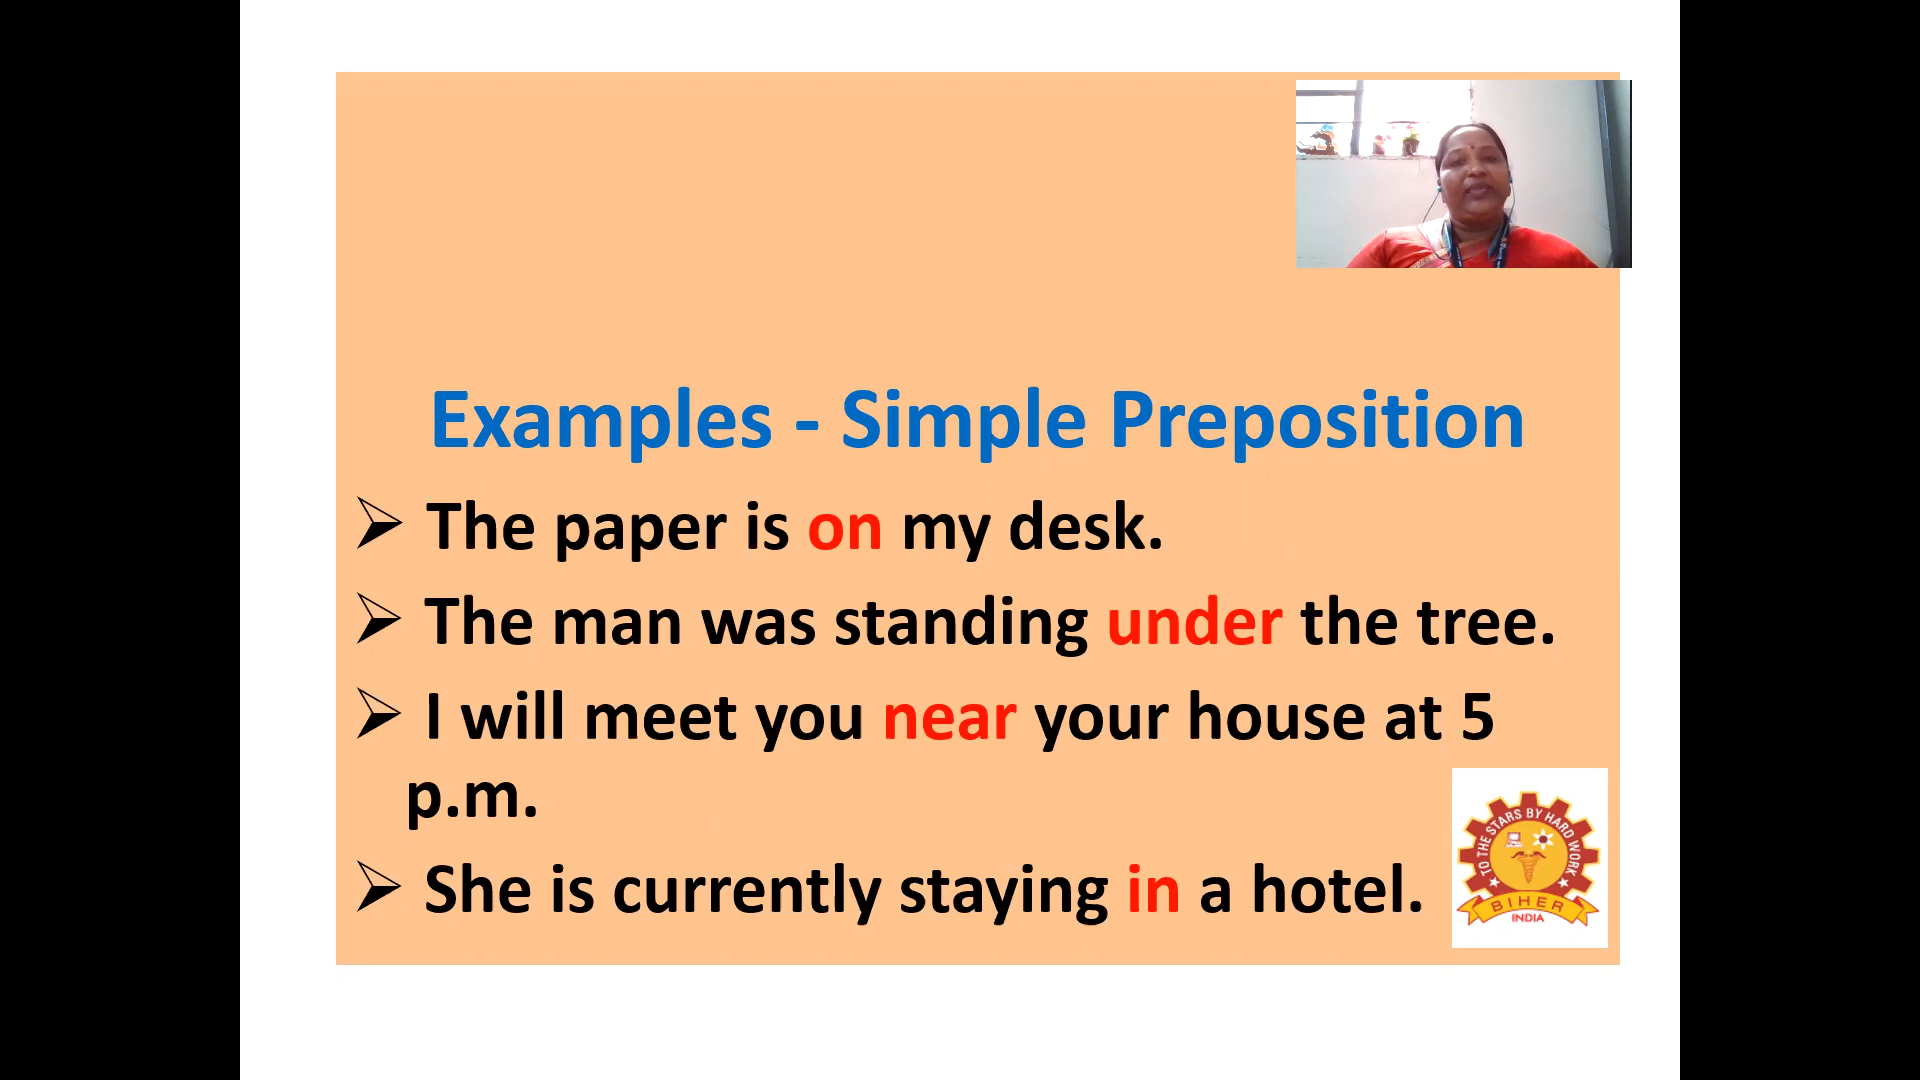 Examples - Simple Preposition
➢ The paper is on my desk.
➢ The man was standing under the tree.
➢ I will meet you near your house at 5
p.m.
➢ She is currently staying in a hotel.
TO THE STARS BY HARD WORK
BIHER
INDIA